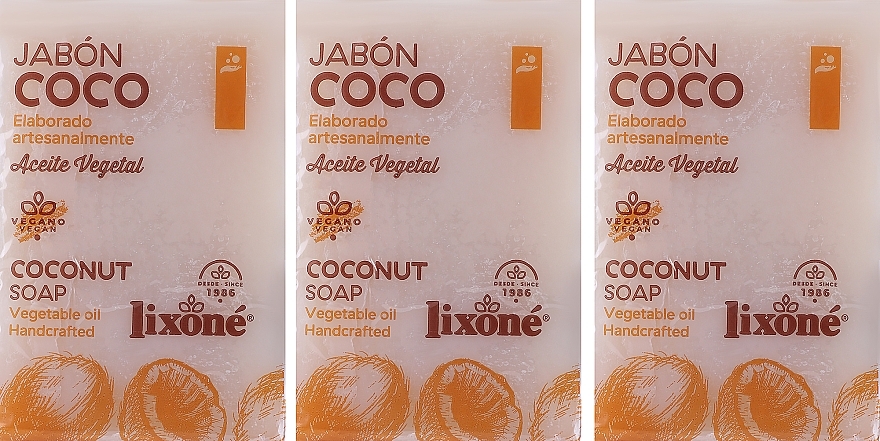 JABÓN
COCO
Elaborado
artesanalmente
Aceite Vegetal
VEGANO
VEGAN
COCONUT
SOAP
Vegetable oil
Handcrafted
DESDE · SINCE
1986
lixoné®
JABÓN
COCO
Elaborado
artesanalmente
Aceite Vegetal
VEGANO
VEGAN
COCONUT
SOAP
Vegetable oil
Handcrafted
DESDE · SINCE
1986
lixoné®
JABÓN
COCO
Elaborado
artesanalmente
Aceite Vegetal
VEGANO
VEGAN
COCONUT
SOAP
Vegetable oil
Handcrafted
DESDE · SINCE
1986
lixoné®